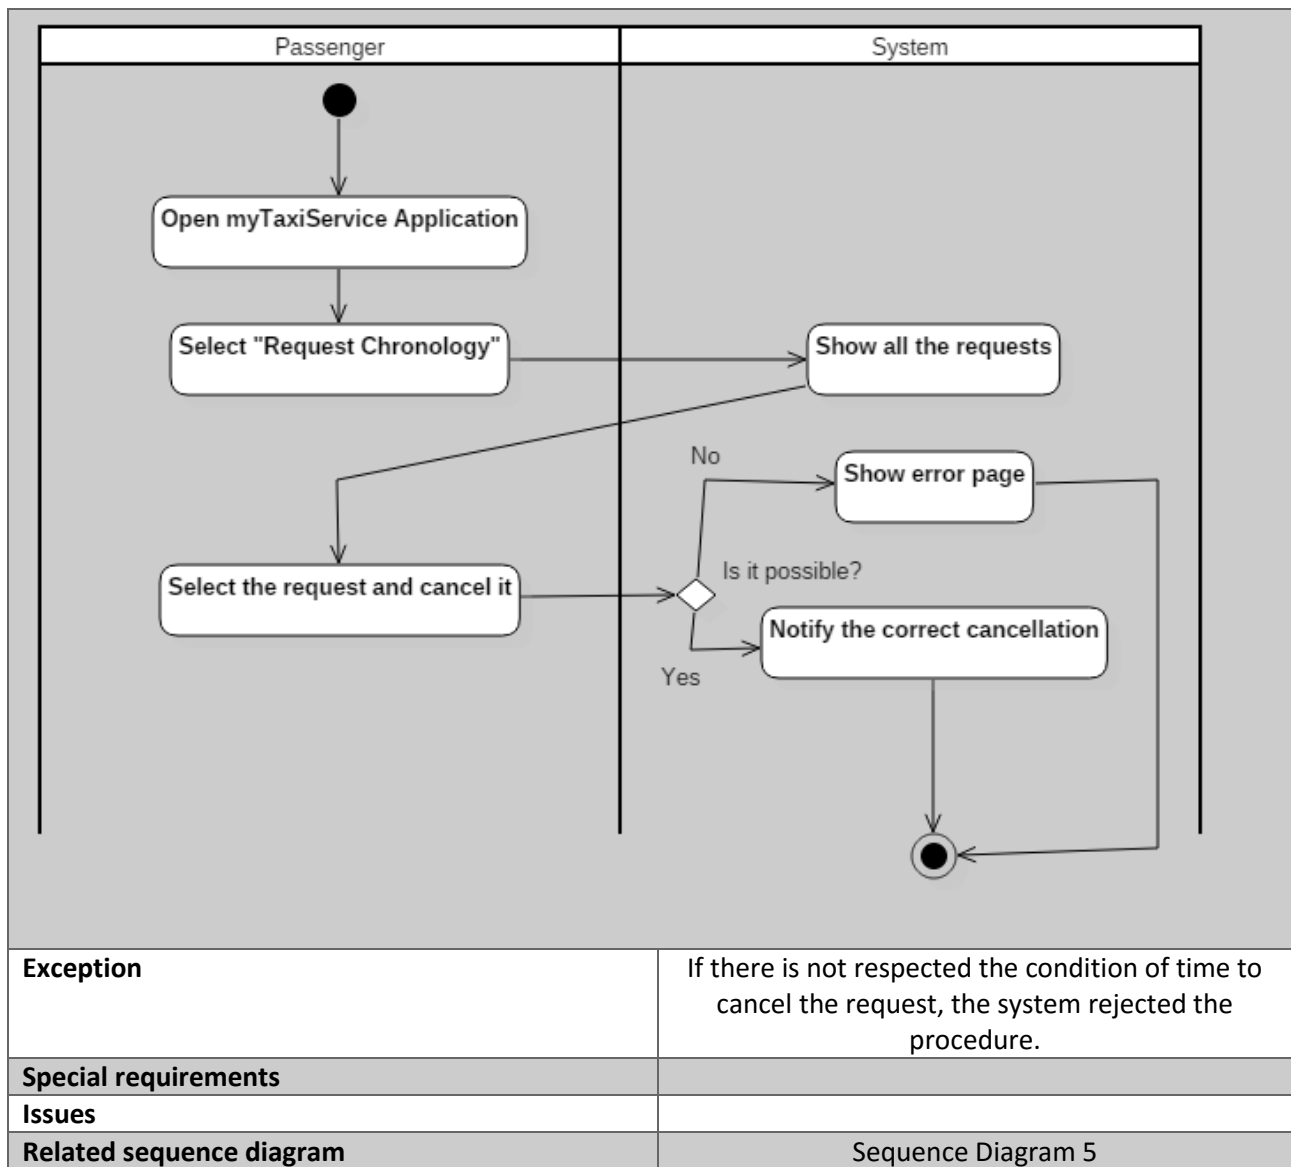 Passenger
System
Open myTaxiService Application
Select "Request Chronology"
Show all the requests
No
Show error page
Is it possible?
Select the request and cancel it
Notify the correct cancellation
Yes
Exception
If there is not respected the condition of time to
cancel the request, the system rejected the
procedure.
Special requirements
Issues
Related sequence diagram
Sequence Diagram 5